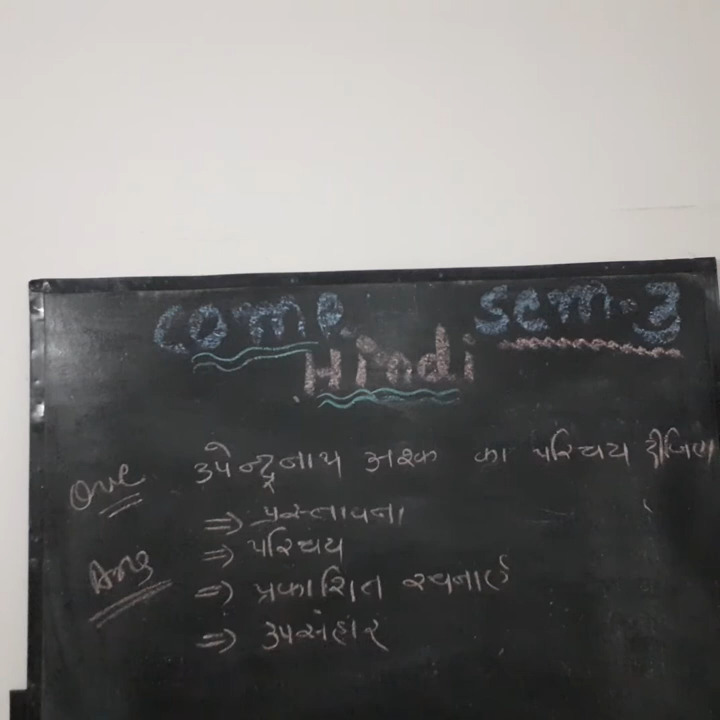 Comp. Sem-3
Hindi
Que उपेन्द्रनाथ अश्क का परिचय दीजिए
⇒ प्रस्तावना
Ans ⇒ परिचय
⇒ प्रकाशित रचनाएँ
⇒ उपसंहार